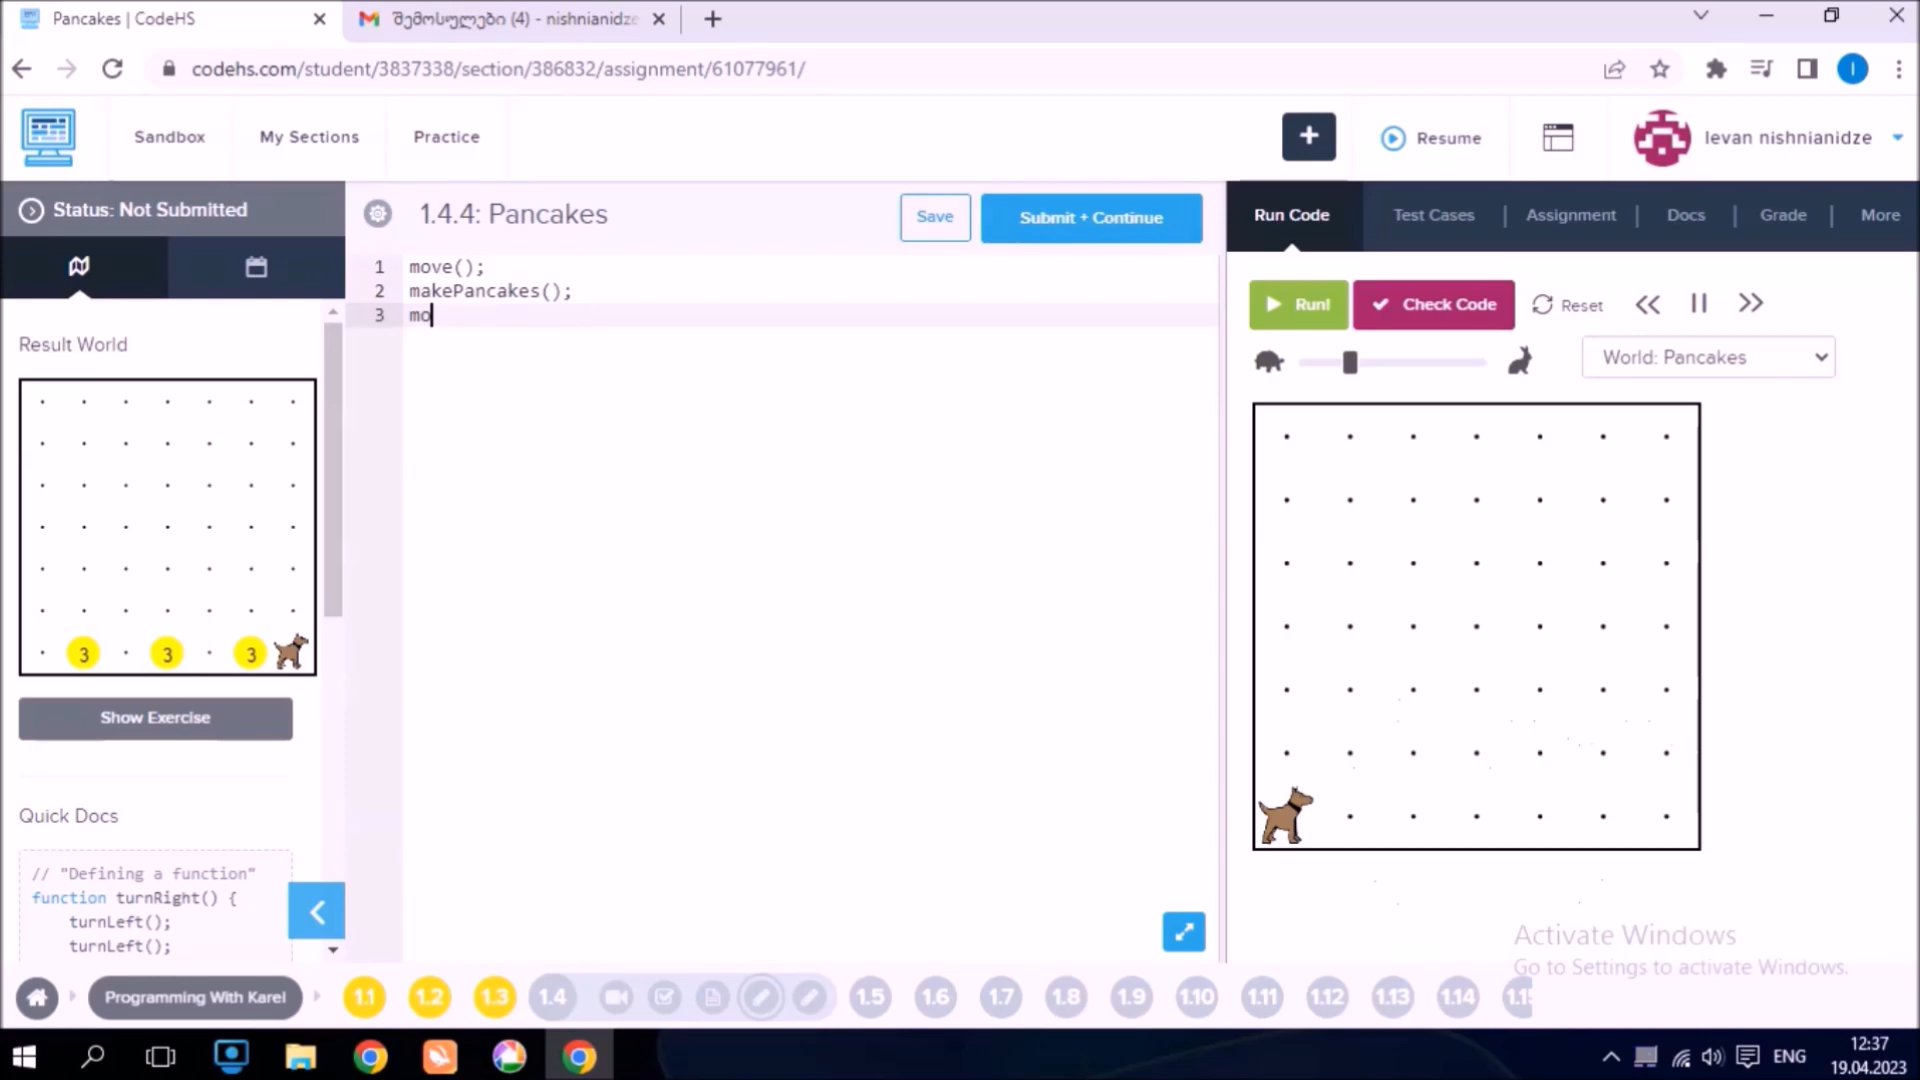 Pancakes | CodeHS
შემოსულები (4) - nishnianidze
codehs.com/student/3837338/section/386832/assignment/61077961/
I
Sandbox
My Sections
Practice
Resume
levan nishnianidze
Status: Not Submitted
1.4.4: Pancakes
Save
Submit + Continue
Run Code
Test Cases
Assignment
Docs
Grade
More
1 move();
2 makePancakes();
3 mo
Run!
Check Code
Reset
World: Pancakes
Result World
3 3 3
Show Exercise
Quick Docs
// "Defining a function"
function turnRight() {
turnLeft();
turnLeft();
Activate Windows
Go to Settings to activate Windows.
Programming With Karel
1.1
1.2
1.3
1.4
1.5
1.6
1.7
1.8
1.9
1.10
1.11
1.12
1.13
1.14
ENG
12:37
19.04.2023